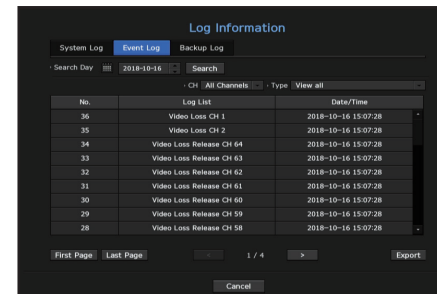 Log Information
System Log Event Log Backup Log
· Search Day 2018-10-16 Search
· CH All Channels · Type View all
No. Log List Date/Time
36 Video Loss CH 1 2018-10-16 15:07:28
35 Video Loss CH 2 2018-10-16 15:07:28
34 Video Loss Release CH 64 2018-10-16 15:07:28
33 Video Loss Release CH 63 2018-10-16 15:07:28
32 Video Loss Release CH 62 2018-10-16 15:07:28
31 Video Loss Release CH 61 2018-10-16 15:07:28
30 Video Loss Release CH 60 2018-10-16 15:07:28
29 Video Loss Release CH 59 2018-10-16 15:07:28
28 Video Loss Release CH 58 2018-10-16 15:07:28
First Page Last Page < 1 / 4 > Export
Cancel